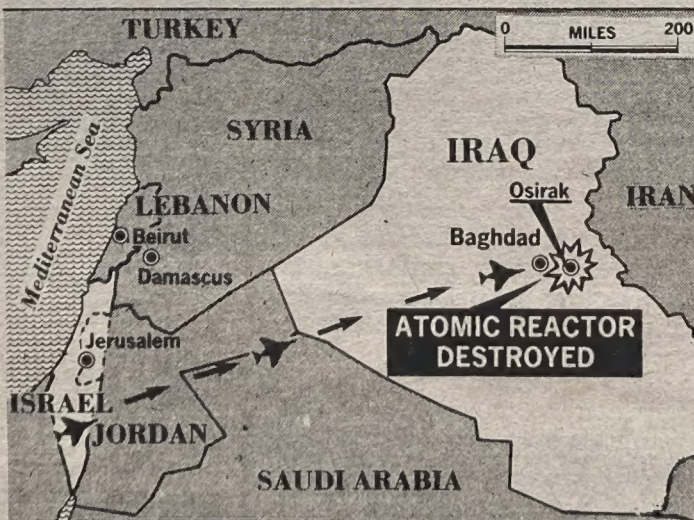 TURKEY
0 MILES 200
SYRIA
IRAQ
Osirak
IRAN
Mediterranean Sea
LEBANON
Beirut
Baghdad
Damascus
ATOMIC REACTOR
DESTROYED
Jerusalem
ISRAEL
JORDAN
SAUDI ARABIA